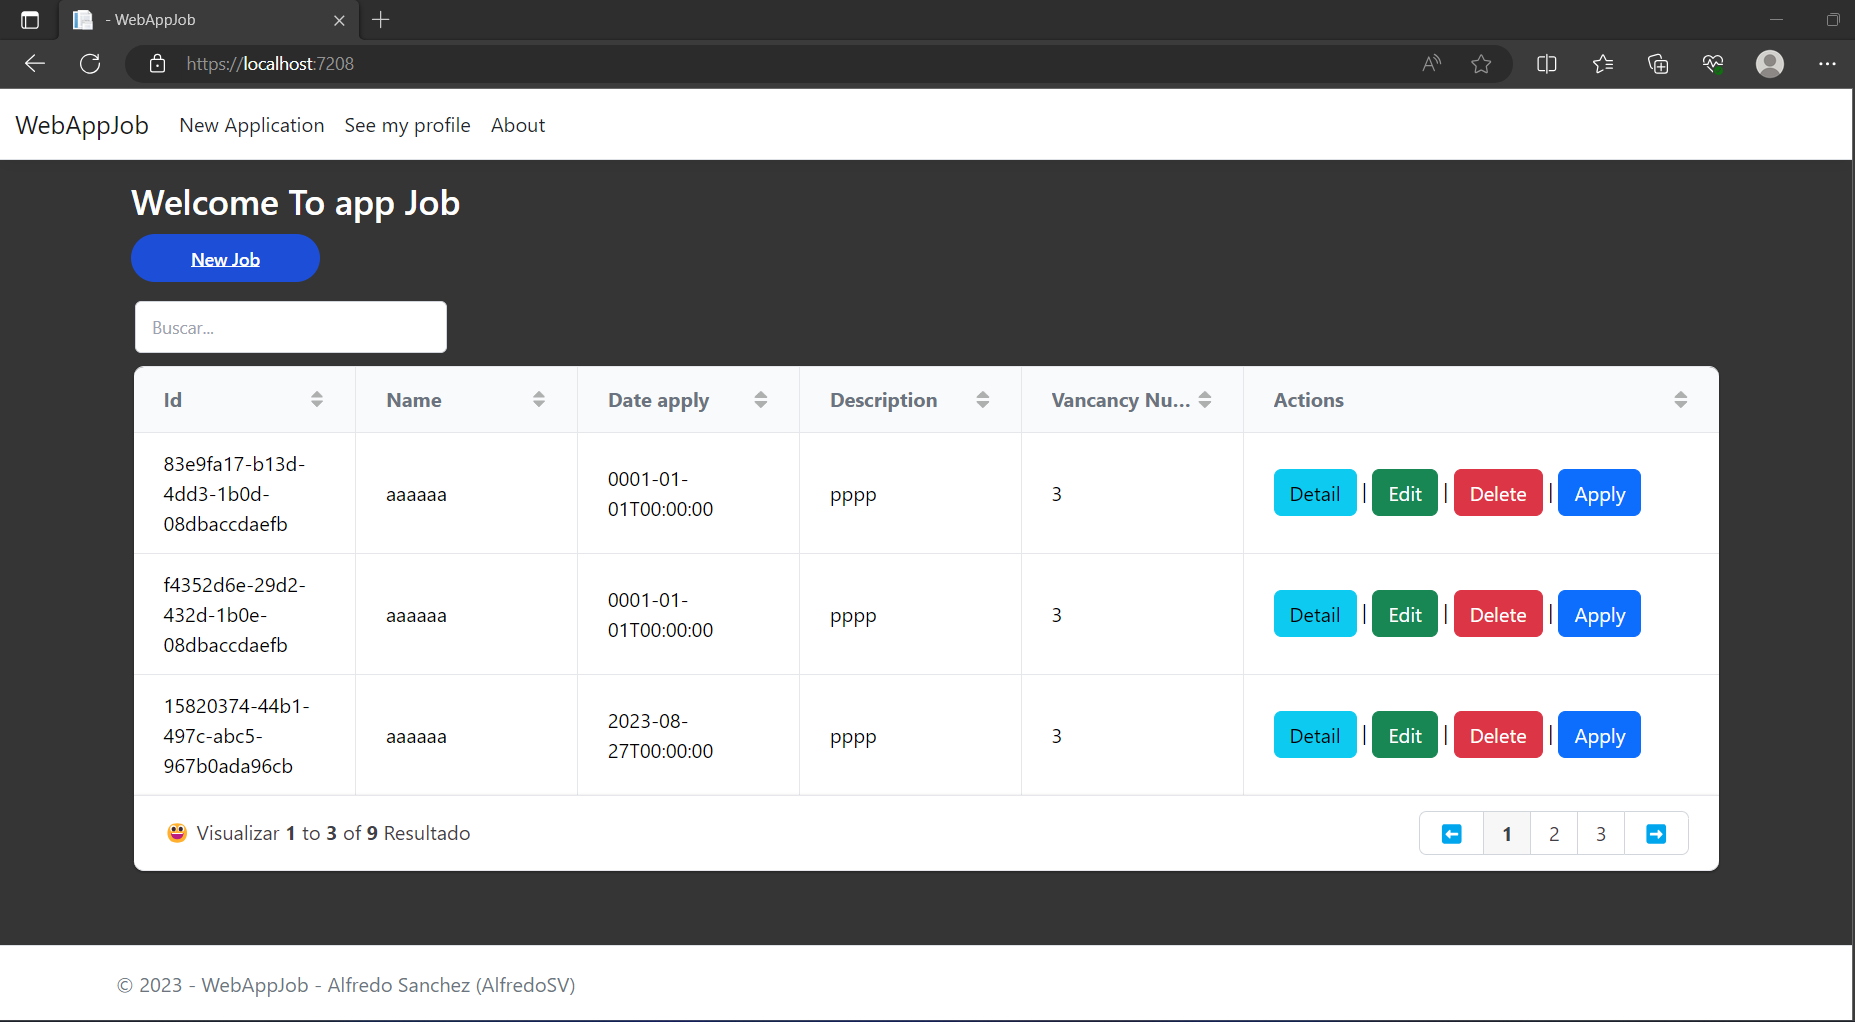 - WebAppJob
https://localhost:7208
WebAppJob New Application See my profile About
Welcome To app Job
New Job
Buscar...
Id Name Date apply Description Vancancy Nu... Actions
83e9fa17-b13d-
4dd3-1b0d-
08dbaccdaefb
aaaaaa
0001-01-
01T00:00:00
pppp
3
Detail | Edit | Delete | Apply
f4352d6e-29d2-
432d-1b0e-
08dbaccdaefb
aaaaaa
0001-01-
01T00:00:00
pppp
3
Detail | Edit | Delete | Apply
15820374-44b1-
497c-abc5-
967b0ada96cb
aaaaaa
2023-08-
27T00:00:00
pppp
3
Detail | Edit | Delete | Apply
😀 Visualizar 1 to 3 of 9 Resultado
⬅️ 1 2 3 ➡️
© 2023 - WebAppJob - Alfredo Sanchez (AlfredoSV)